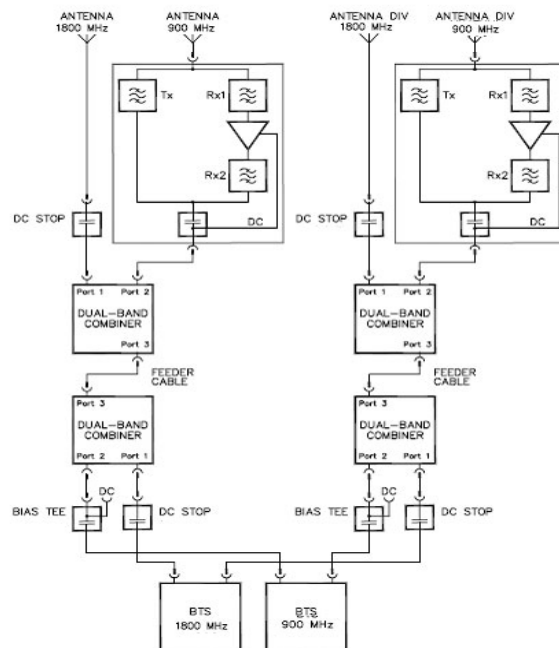 ANTENNA
1800 MHz
ANTENNA
900 MHz
ANTENNA DIV
1800 MHz
ANTENNA DIV
900 MHz
Tx
Rx1
Rx2
DC
DC STOP
Tx
Rx1
Rx2
DC
DC STOP
Port 1
Port 2
DUAL-BAND
COMBINER
Port 3
Port 1
Port 2
DUAL-BAND
COMBINER
Port 3
FEEDER
CABLE
FEEDER
CABLE
Port 3
DUAL-BAND
COMBINER
Port 2
Port 1
Port 3
DUAL-BAND
COMBINER
Port 2
Port 1
BIAS TEE
DC
DC STOP
BIAS TEE
DC
DC STOP
BTS
1800 MHz
BTS
900 MHz